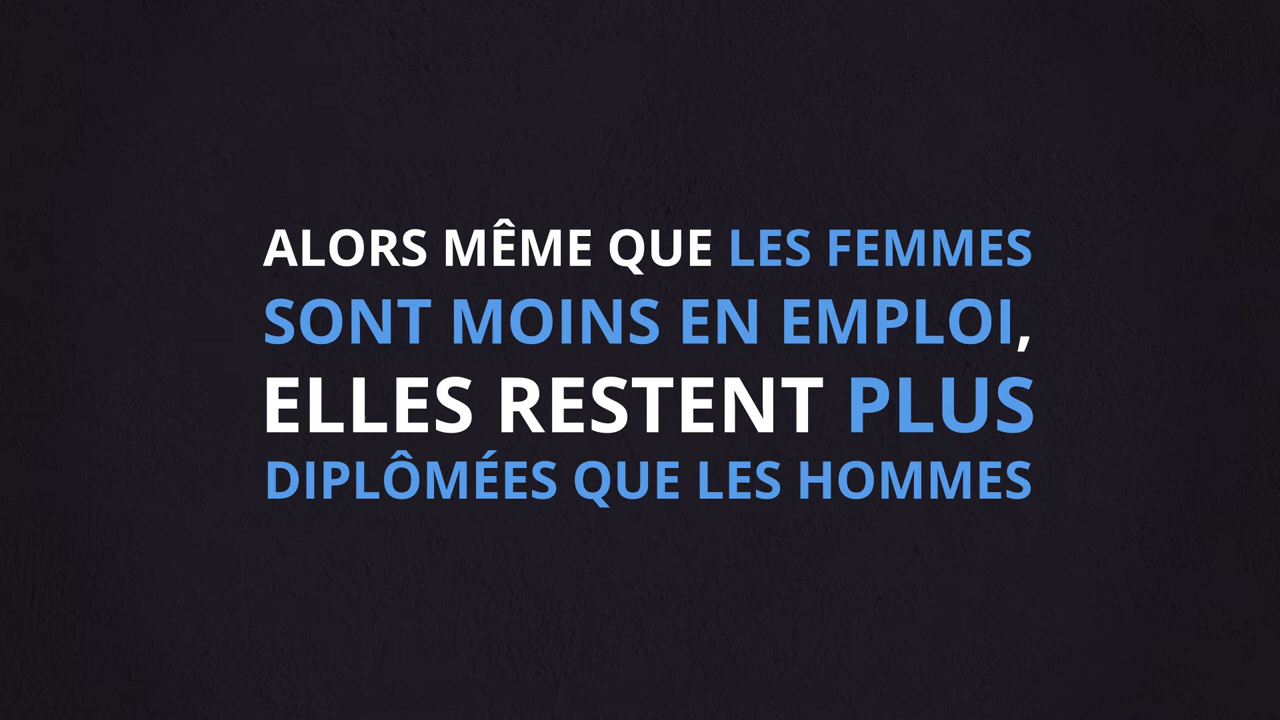 ALORS MÊME QUE LES FEMMES
SONT MOINS EN EMPLOI,
ELLES RESTENT PLUS
DIPLÔMÉES QUE LES HOMMES